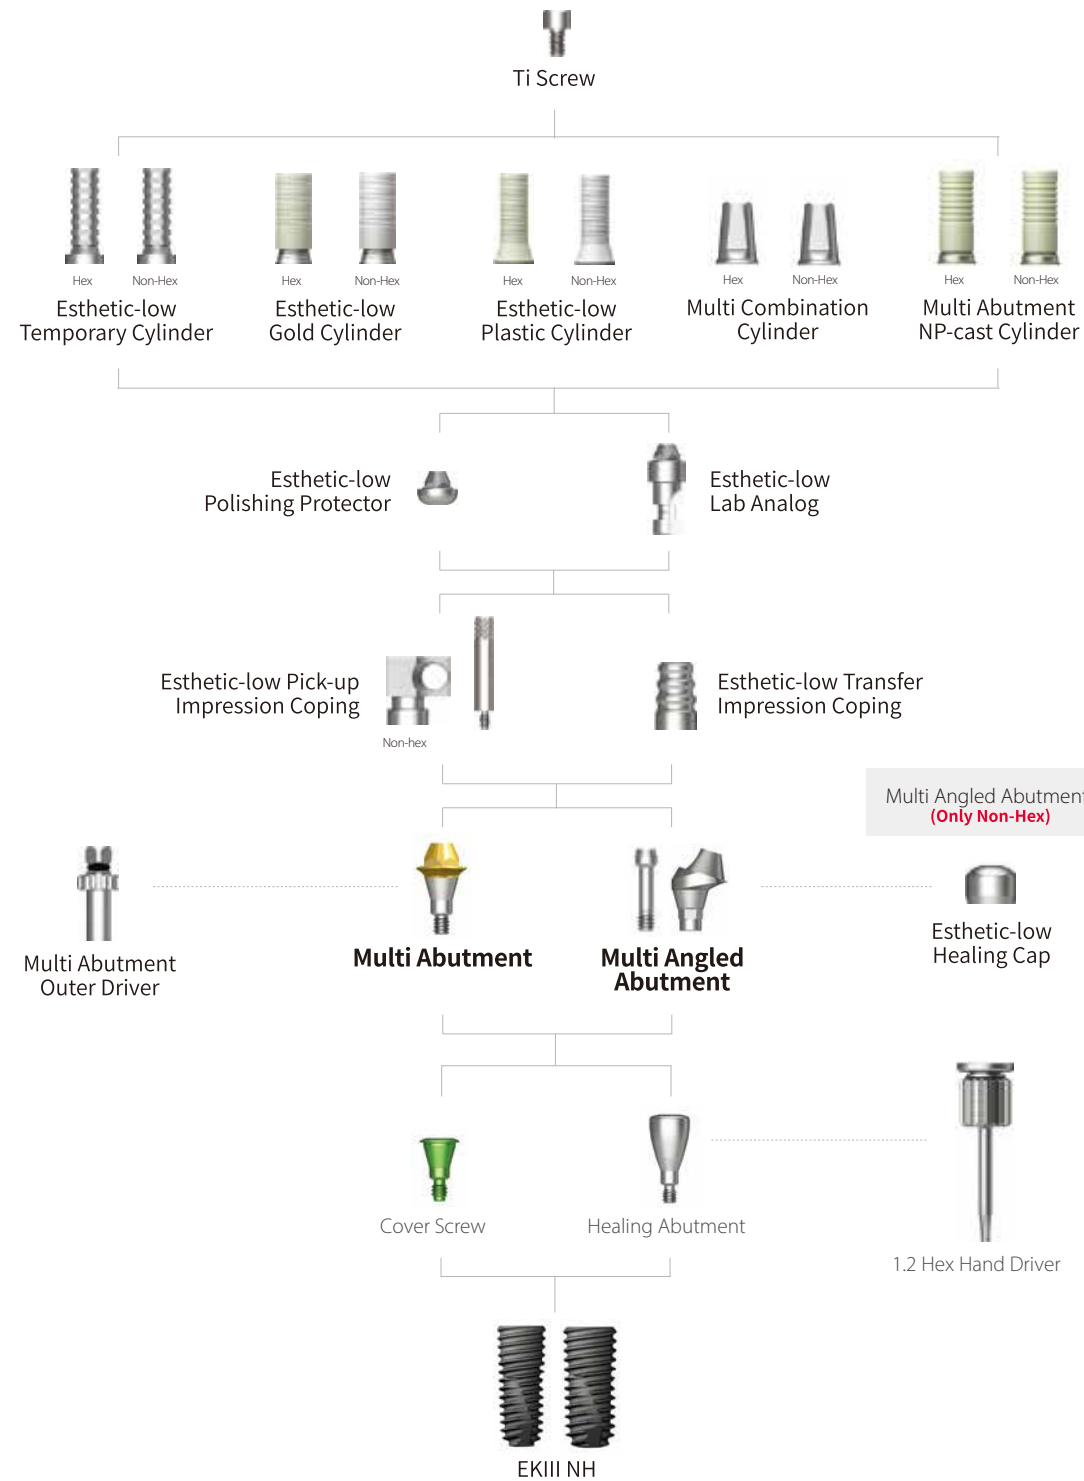 Ti Screw
Hex Non-Hex
Esthetic-low
Temporary Cylinder
Hex Non-Hex
Esthetic-low
Gold Cylinder
Hex Non-Hex
Esthetic-low
Plastic Cylinder
Hex Non-Hex
Multi Combination
Cylinder
Hex Non-Hex
Multi Abutment
NP-cast Cylinder
Esthetic-low
Polishing Protector
Esthetic-low
Lab Analog
Esthetic-low Pick-up
Impression Coping
Non-hex
Esthetic-low Transfer
Impression Coping
Multi Angled Abutment
(Only Non-Hex)
Multi Abutment
Outer Driver
Multi Abutment
Multi Angled
Abutment
Esthetic-low
Healing Cap
Cover Screw
Healing Abutment
1.2 Hex Hand Driver
EKIII NH